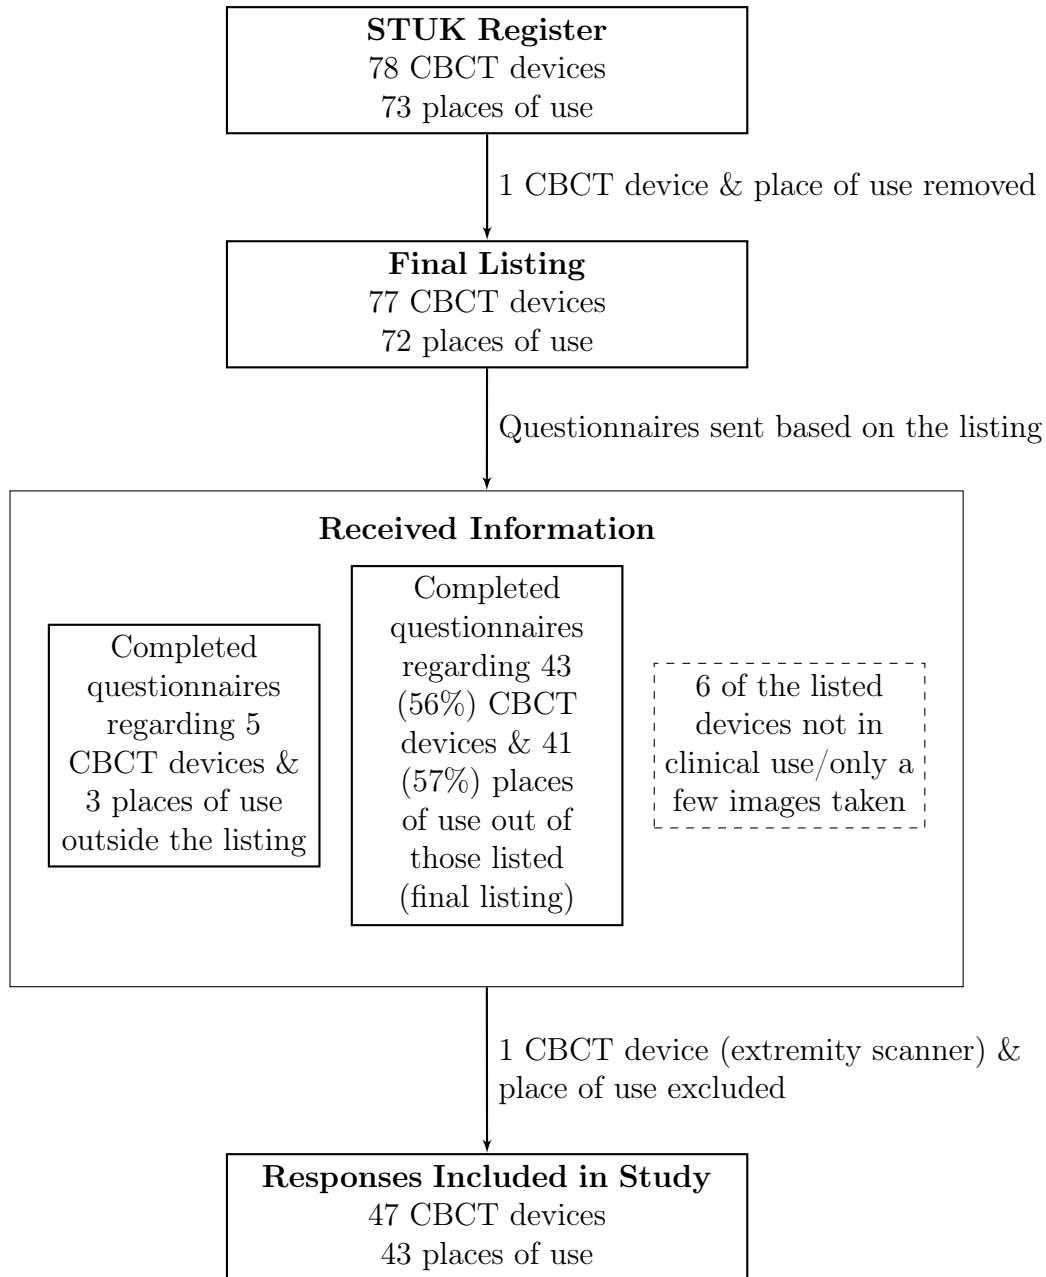 STUK Register
78 CBCT devices
73 places of use
1 CBCT device & place of use removed
Final Listing
77 CBCT devices
72 places of use
Questionnaires sent based on the listing
Received Information
Completed
questionnaires
regarding 5
CBCT devices &
3 places of use
outside the listing
Completed
questionnaires
regarding 43
(56%) CBCT
devices & 41
(57%) places
of use out of
those listed
(final listing)
6 of the listed
devices not in
clinical use/only a
few images taken
1 CBCT device (extremity scanner) &
place of use excluded
Responses Included in Study
47 CBCT devices
43 places of use